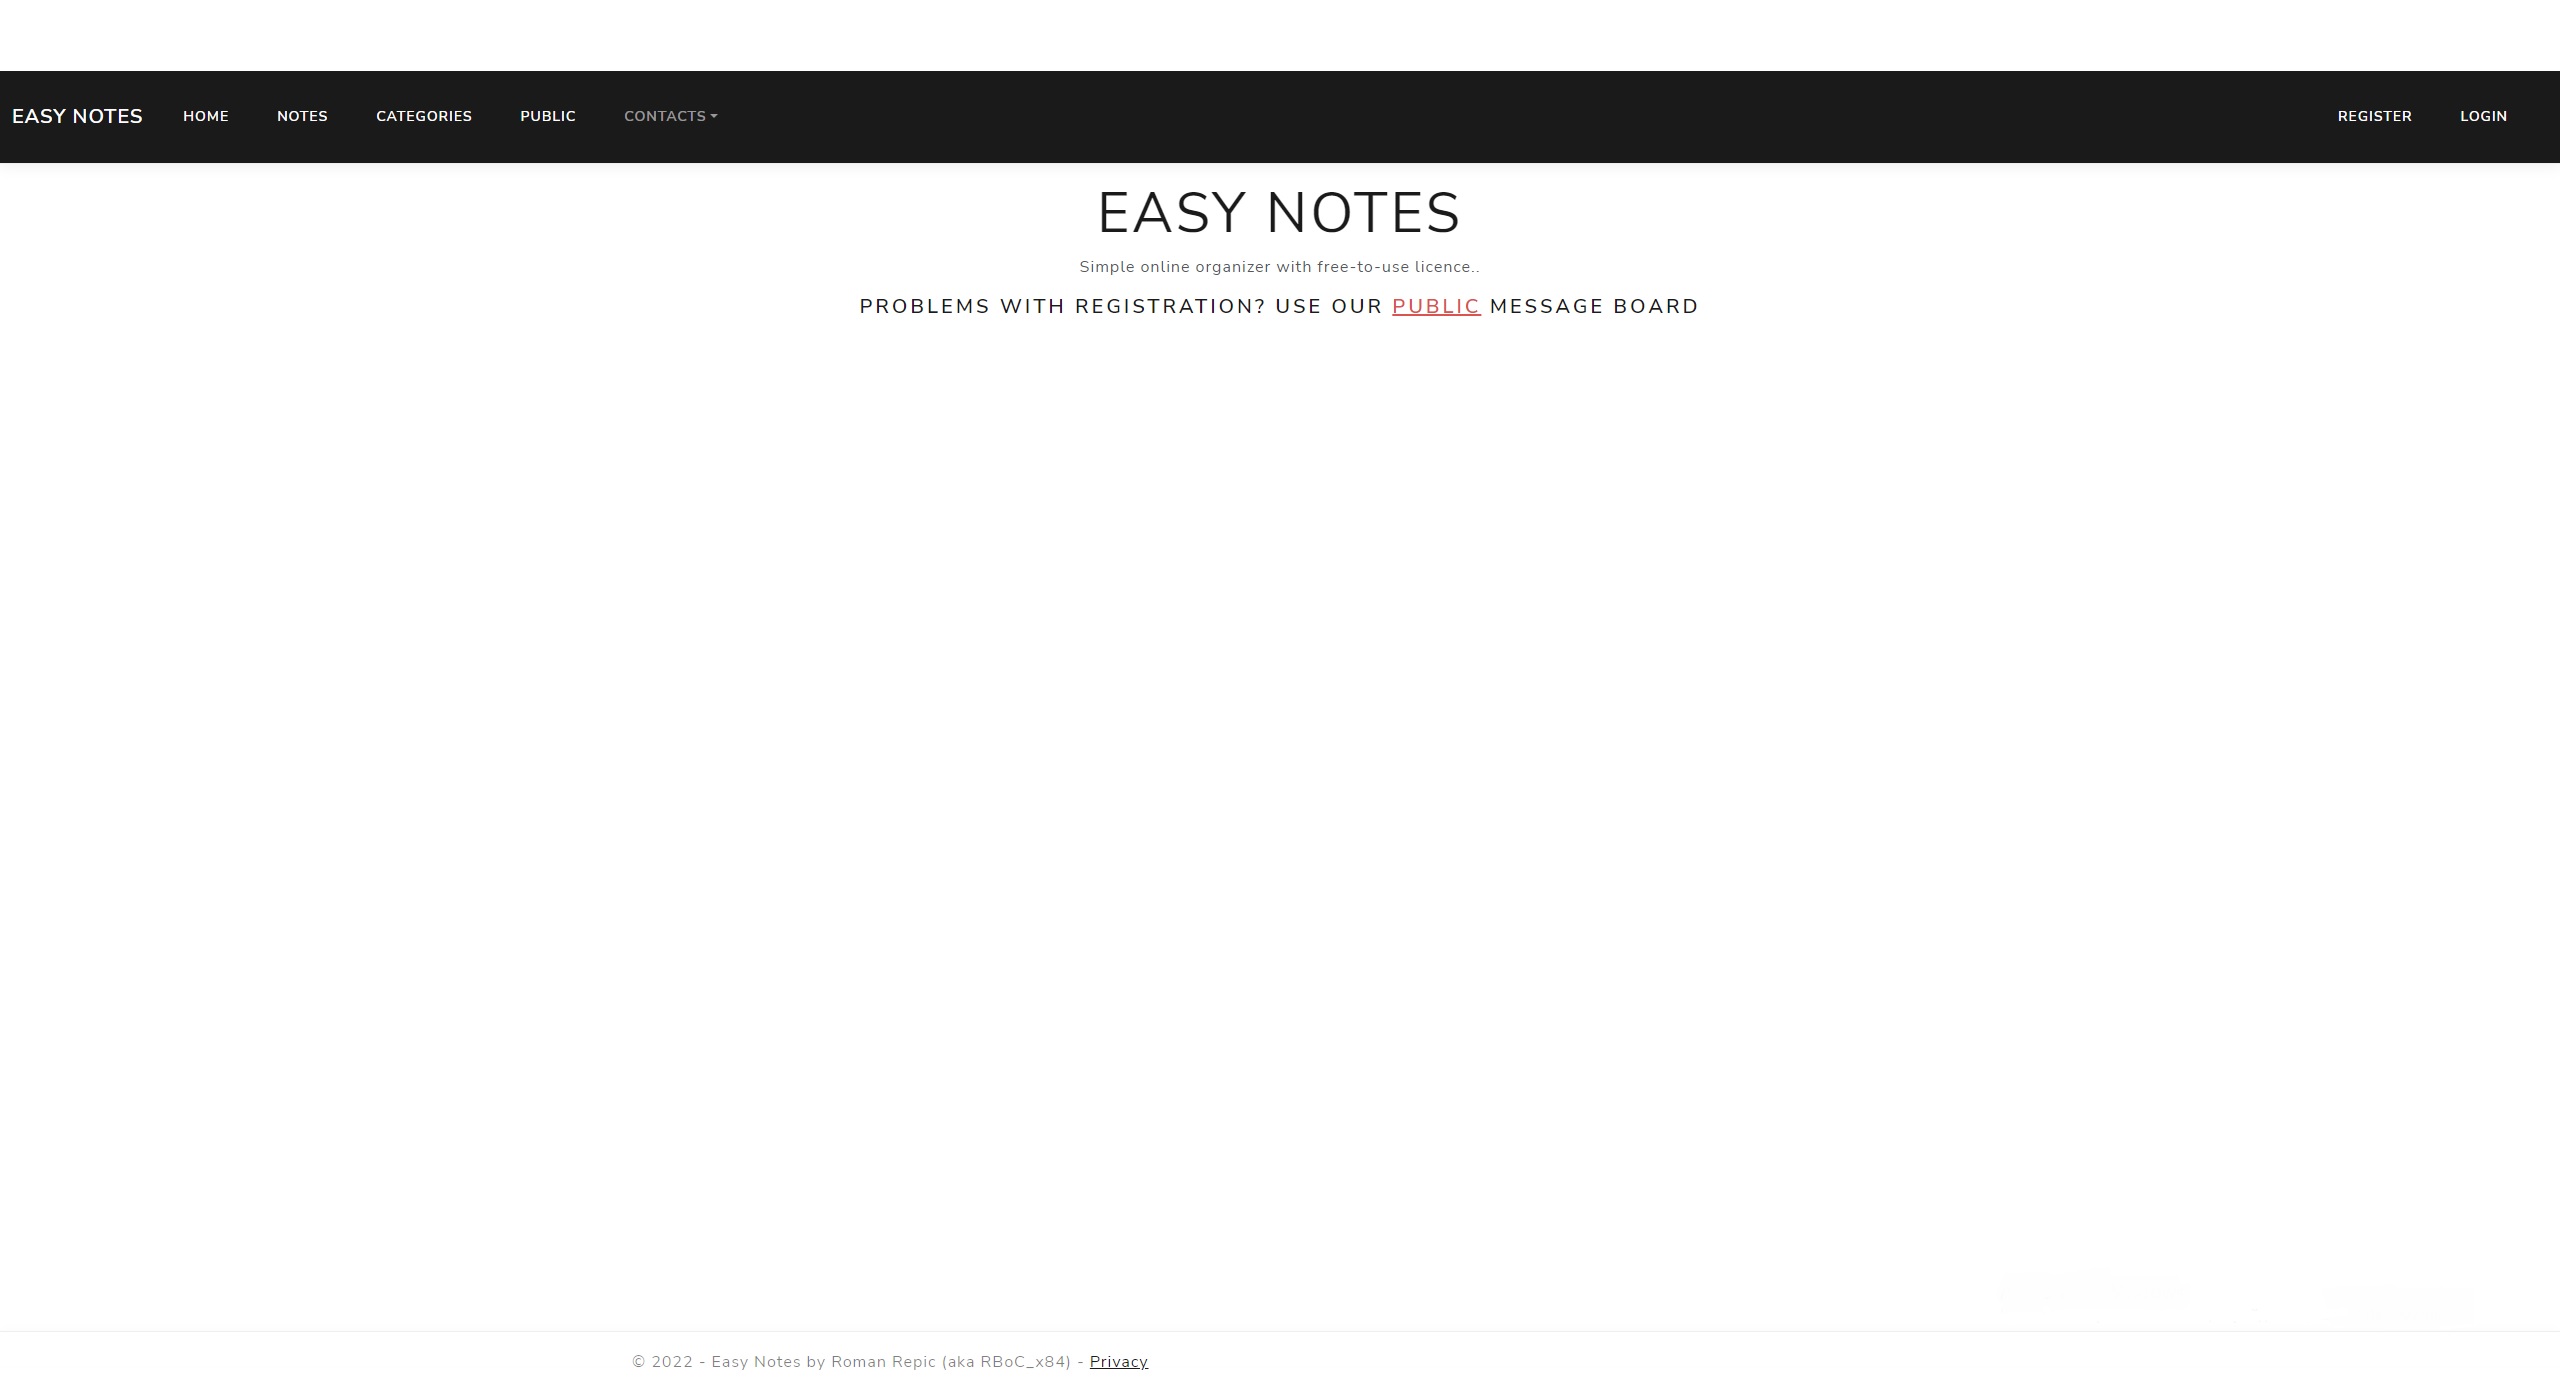 EASY NOTES HOME NOTES CATEGORIES PUBLIC CONTACTS REGISTER LOGIN
EASY NOTES
Simple online organizer with free-to-use licence..
PROBLEMS WITH REGISTRATION? USE OUR PUBLIC MESSAGE BOARD
© 2022 - Easy Notes by Roman Repic (aka RBoC_x84) - Privacy